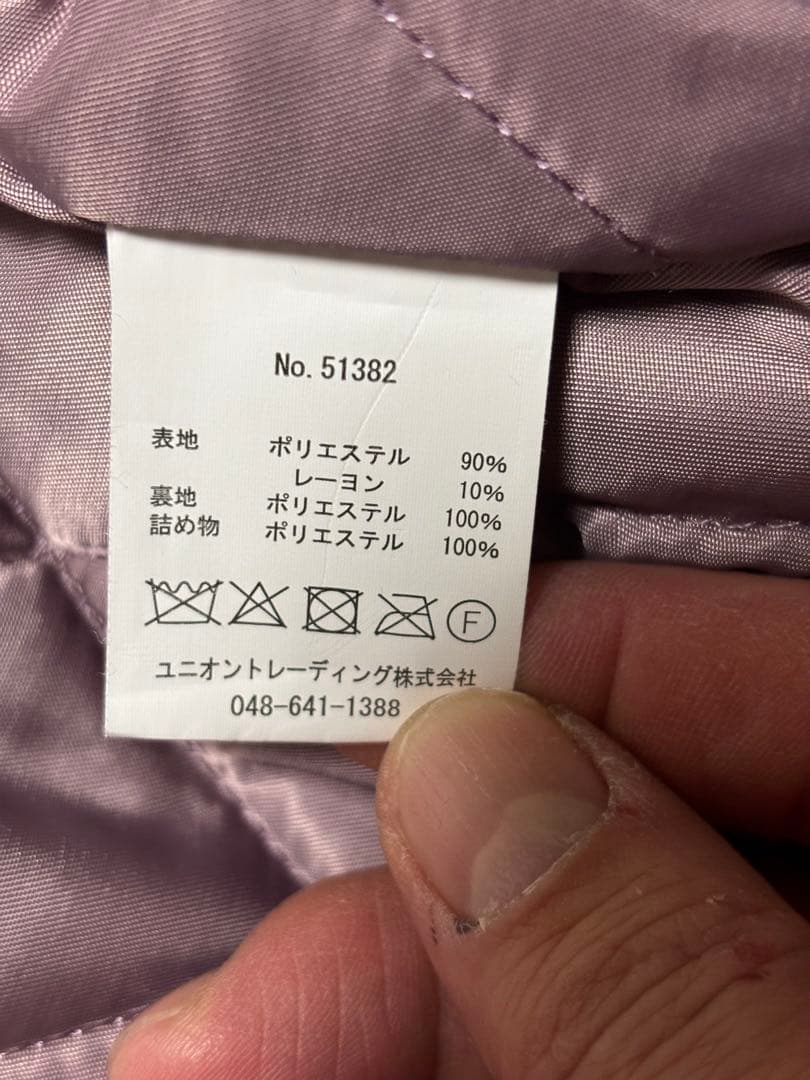 No. 51382
表地 ポリエステル 90%
レーヨン 10%
裏地 ポリエステル 100%
詰め物 ポリエステル 100%
F
ユニオントレーディング株式会社
048-641-1388